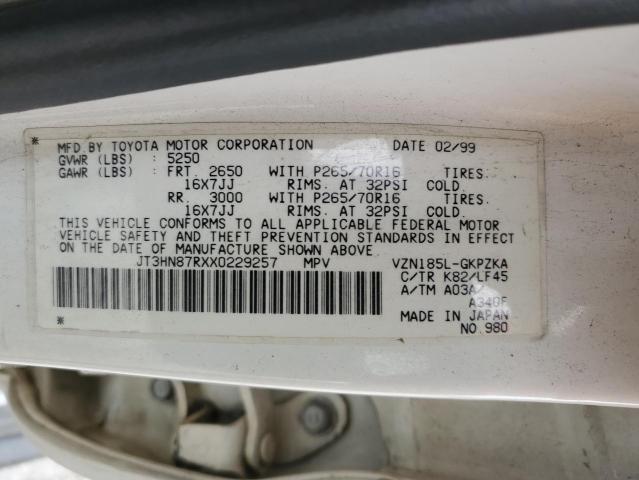 * MFD. BY TOYOTA MOTOR CORPORATION DATE 02/99
GVWR (LBS) : 5250
GAWR (LBS) : FRT. 2650 WITH P265/70R16 TIRES.
16X7JJ RIMS. AT 32PSI COLD.
RR. 3000 WITH P265/70R16 TIRES.
16X7JJ RIMS. AT 32PSI COLD.
THIS VEHICLE CONFORMS TO ALL APPLICABLE FEDERAL MOTOR
VEHICLE SAFETY AND THEFT PREVENTION STANDARDS IN EFFECT
ON THE DATE OF MANUFACTURE SHOWN ABOVE.
JT3HN87RXX0229257 MPV VZN185L-GKPZKA
C/TR K82/LF45
A/TM A03A/
A340F
MADE IN JAPAN
* NO.980